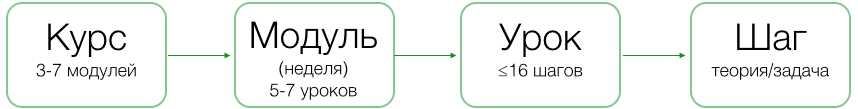 Курс
3-7 модулей
Модуль
(неделя)
5-7 уроков
Урок
≤16 шагов
Шаг
теория/задача